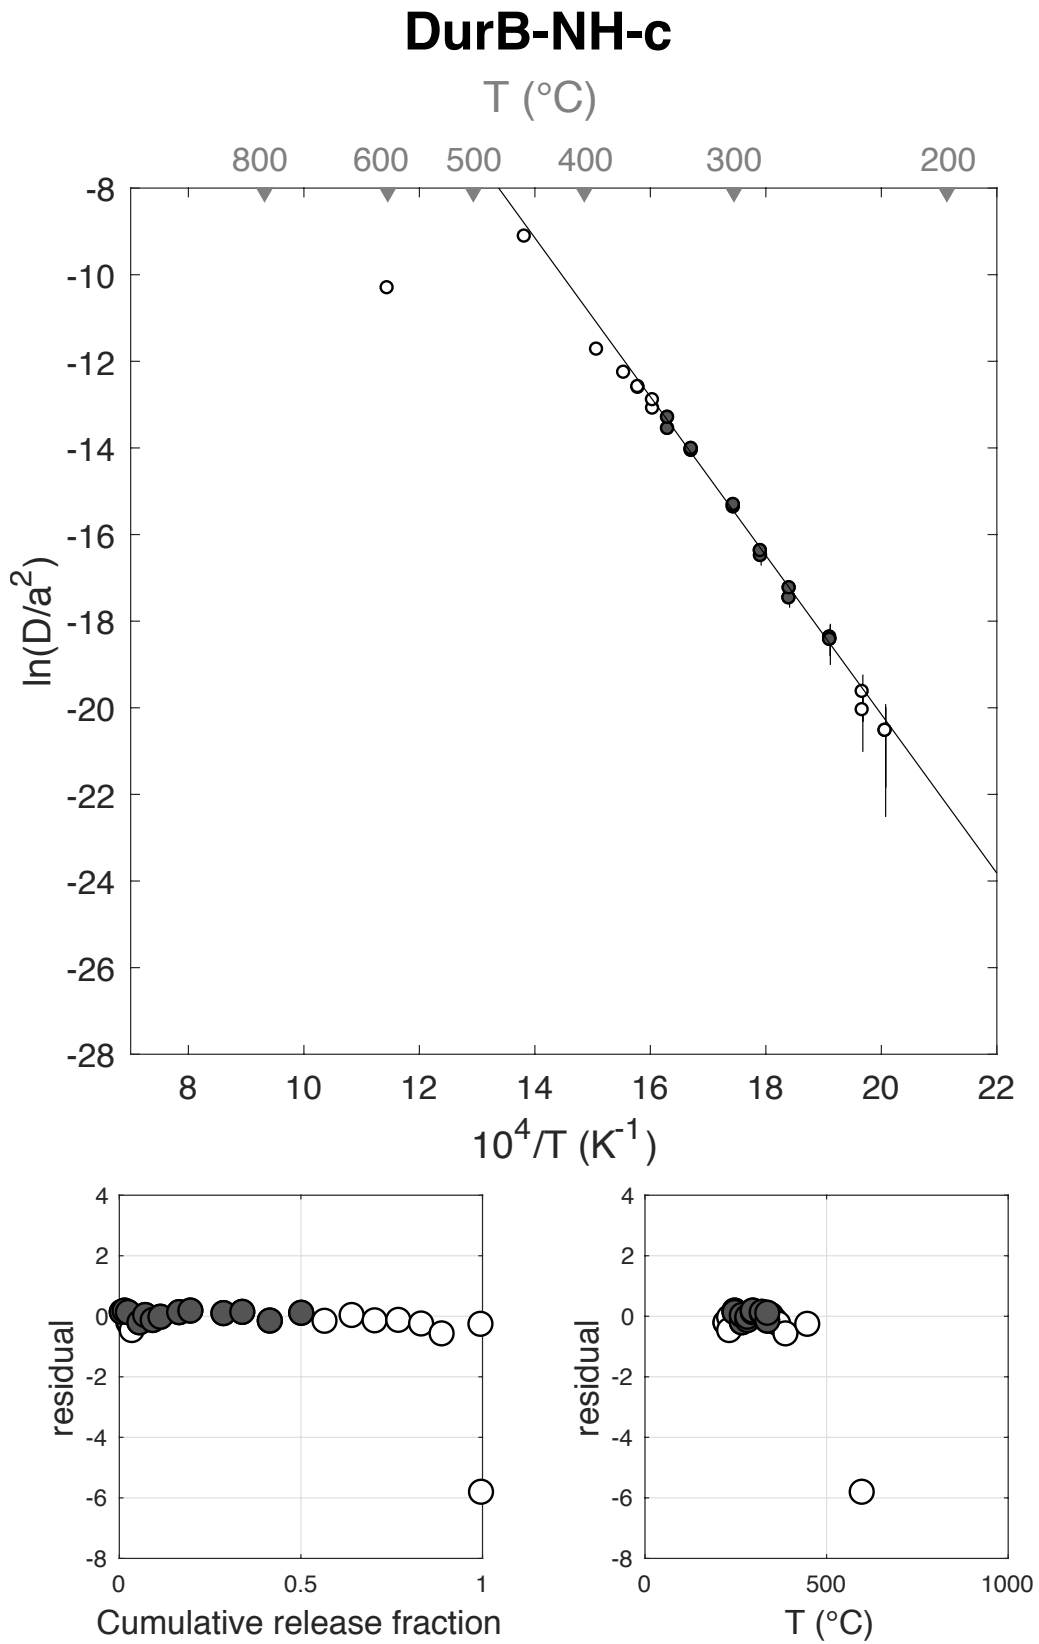 DurB-NH-c
T (°C)
800 600 500 400 300 200
-8
-10
-12
-14
-16
-18
-20
-22
-24
-26
-28
ln(D/a²)
8 10 12 14 16 18 20 22
10⁴/T (K⁻¹)
4
2
0
-2
-4
-6
-8
residual
0 0.5 1
Cumulative release fraction
4
2
0
-2
-4
-6
-8
residual
0 500 1000
T (°C)